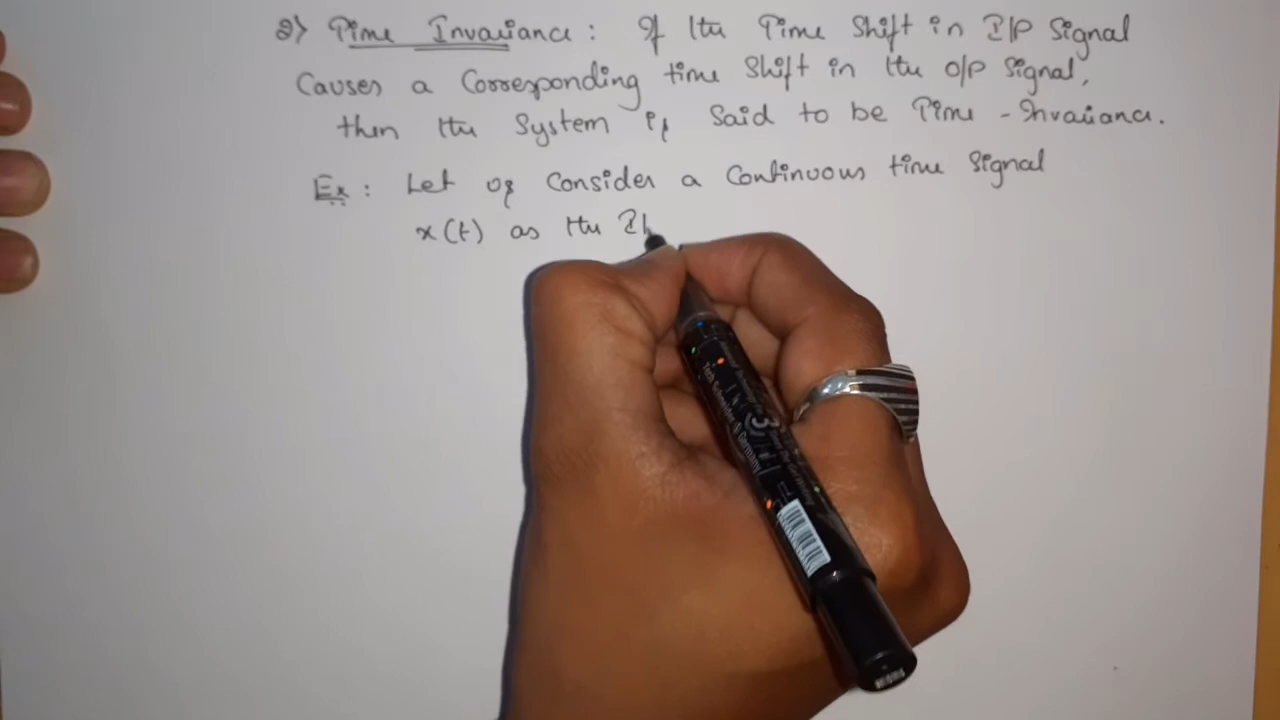 2) Time Invariance : If the Time Shift in I/P Signal
Causes a Corresponding time Shift in the O/P Signal,
then the System is Said to be Time - Invariance.
Ex : Let us Consider a Continuous time Signal
x(t) as the I/